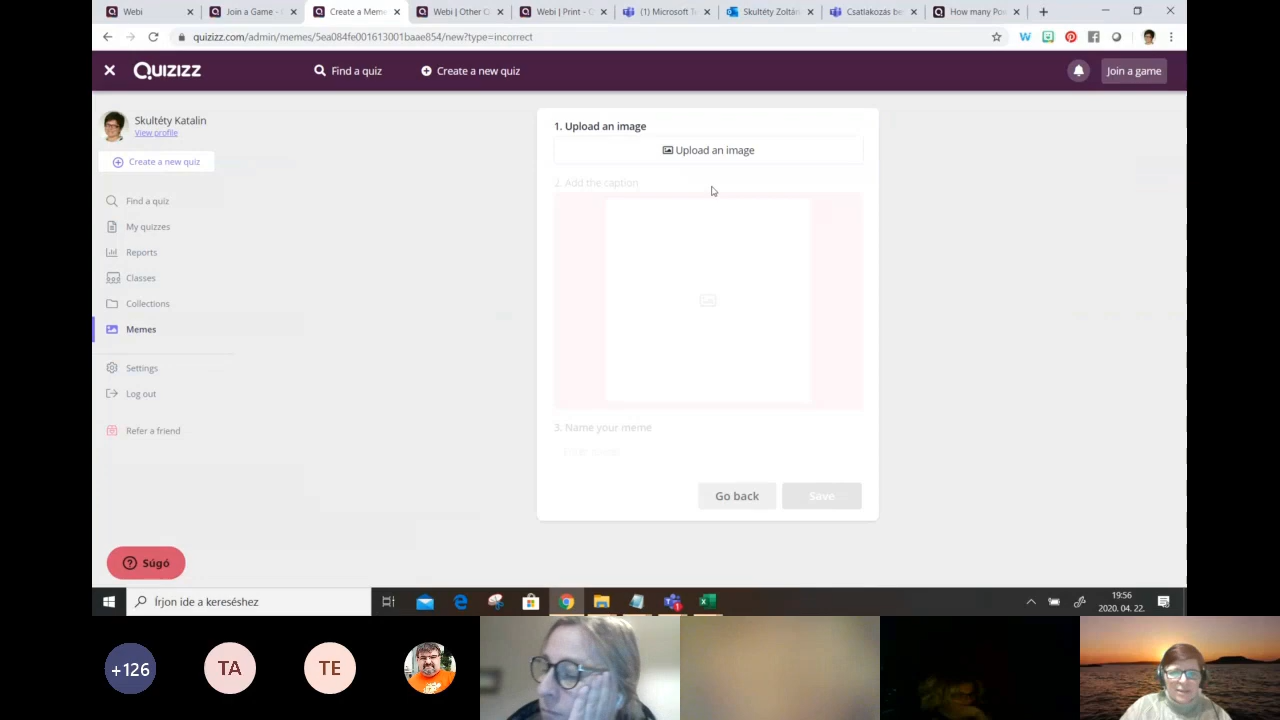 Webi
Join a Game -
Create a Meme
Webi | Other Q
Webi | Print - Q
(1) Microsoft Te
Skultéty Zoltán
Csatlakozás be
How many Po
quizizz.com/admin/memes/5ea084fe001613001baae854/new?type=incorrect
QUIZIZZ
Find a quiz
Create a new quiz
Join a game
Skultéty Katalin
View profile
Create a new quiz
Find a quiz
My quizzes
Reports
Classes
Collections
Memes
Settings
Log out
Refer a friend
Súgó
1. Upload an image
Upload an image
2. Add the caption
3. Name your meme
Go back
Save
Írjon ide a kereséshez
19:56
2020. 04. 22.
+126
TA
TE